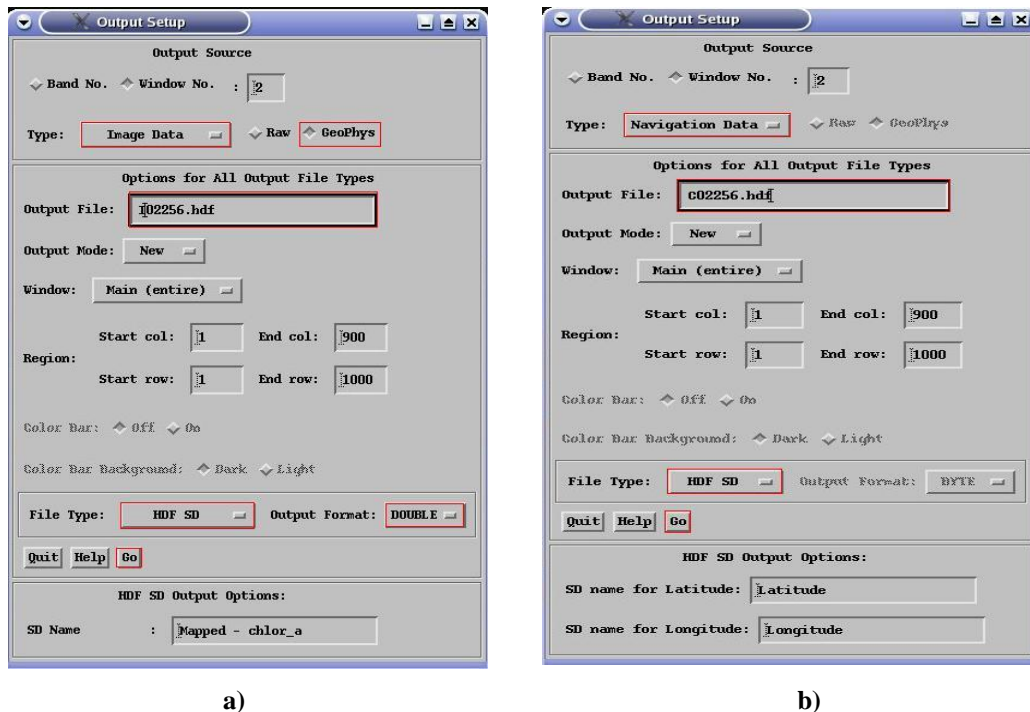 Output Setup
Output Source
Band No. Window No. : 2
Type: Image Data Raw GeoPhys
Options for All Output File Types
Output File: I02256.hdf
Output Mode: New
Window: Main (entire)
Start col: 1 End col: 900
Region:
Start row: 1 End row: 1000
Color Bar: Off On
Color Bar Background: Dark Light
File Type: HDF SD Output Format: DOUBLE
Quit Help Go
HDF SD Output Options:
SD Name : Mapped - chlor_a
a)
Output Setup
Output Source
Band No. Window No. : 2
Type: Navigation Data Raw GeoPhys
Options for All Output File Types
Output File: C02256.hdf
Output Mode: New
Window: Main (entire)
Start col: 1 End col: 900
Region:
Start row: 1 End row: 1000
Color Bar: Off On
Color Bar Background: Dark Light
File Type: HDF SD Output Format: BYTE
Quit Help Go
HDF SD Output Options:
SD name for Latitude: Latitude
SD name for Longitude: Longitude
b)